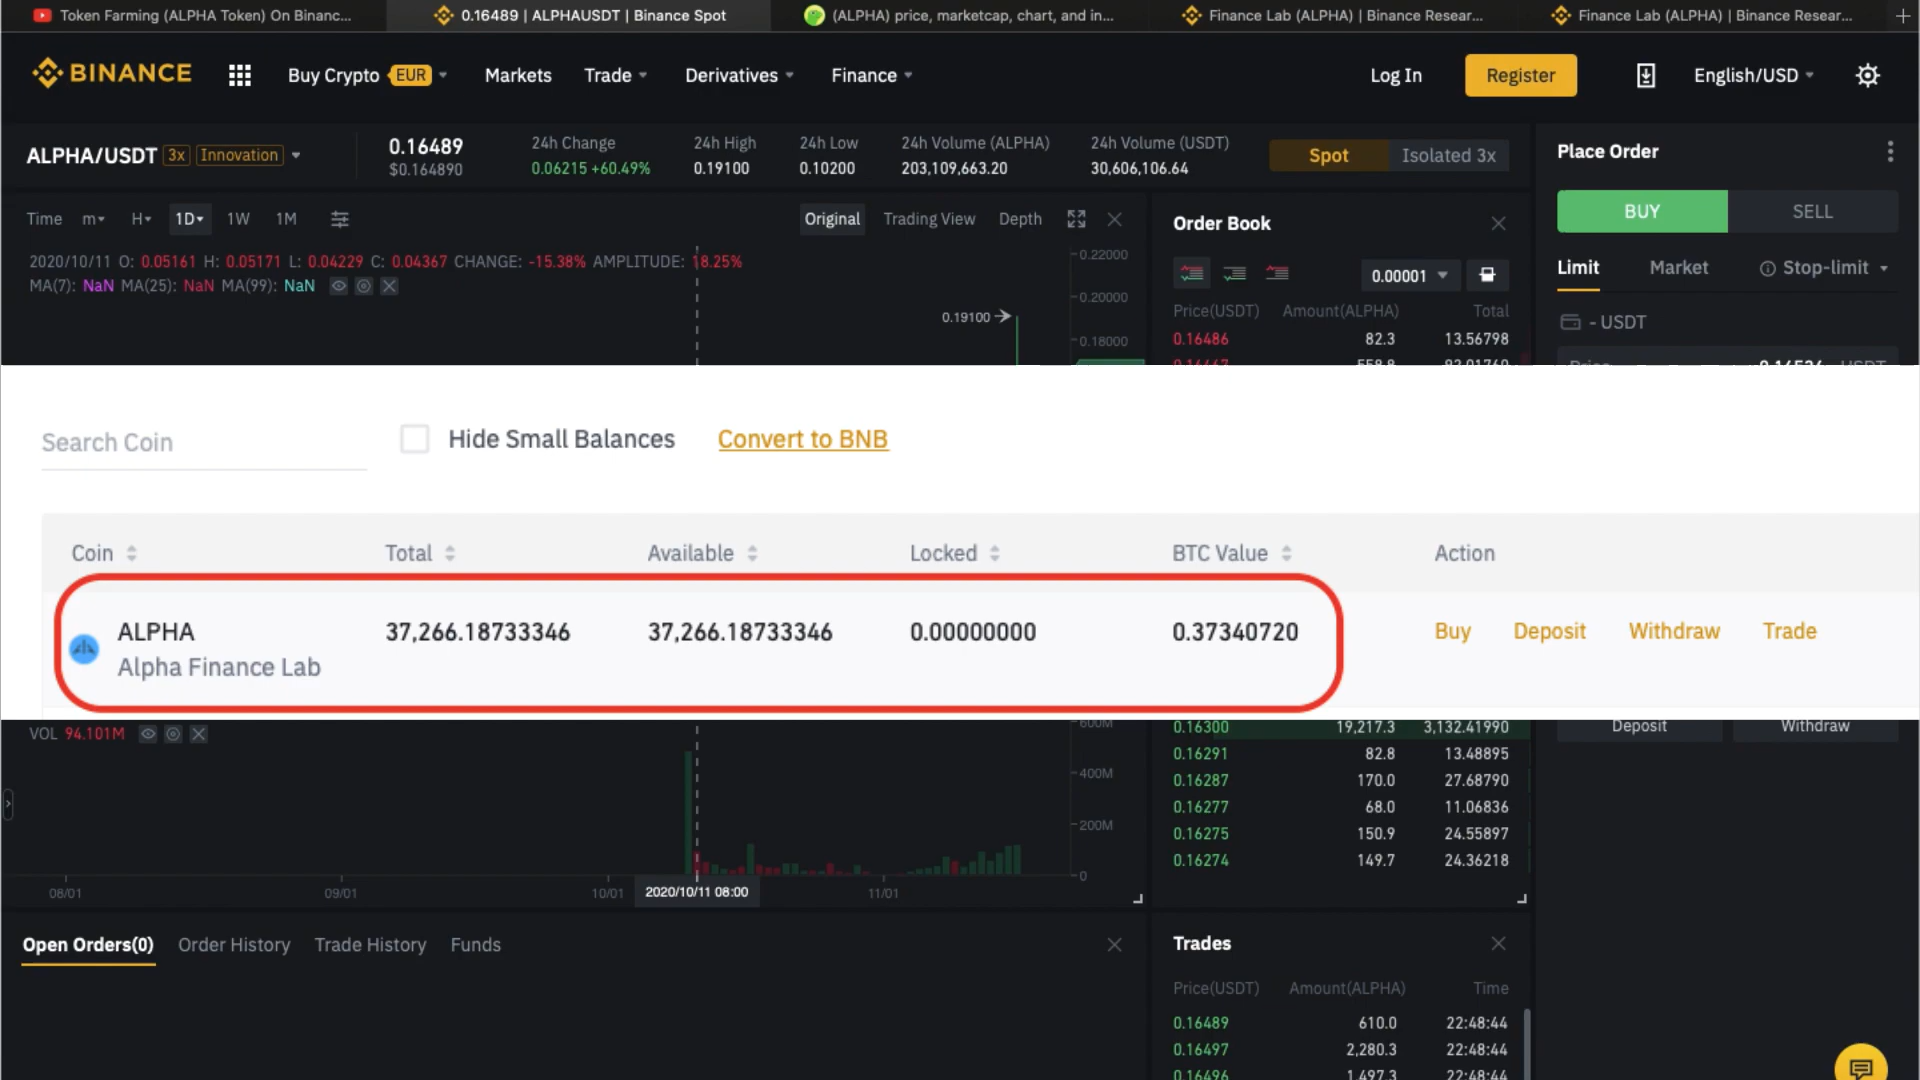 Token Farming (ALPHA Token) On Binanc...
0.16489 | ALPHAUSDT | Binance Spot
(ALPHA) price, marketcap, chart, and in...
Finance Lab (ALPHA) | Binance Resear...
Finance Lab (ALPHA) | Binance Resear...
BINANCE
Buy Crypto EUR
Markets
Trade
Derivatives
Finance
Log In
Register
English/USD
ALPHA/USDT 3x Innovation
0.16489
$0.164890
24h Change
0.06215 +60.49%
24h High
0.19100
24h Low
0.10200
24h Volume (ALPHA)
203,109,663.20
24h Volume (USDT)
30,606,106.64
Spot
Isolated 3x
Place Order
Time m H 1D 1W 1M
Original Trading View Depth
2020/10/11 O: 0.05161 H: 0.05171 L: 0.04229 C: 0.04367 CHANGE: -15.38% AMPLITUDE: 18.25%
MA(7): NaN MA(25): NaN MA(99): NaN
0.22000
0.20000
0.19100
0.18000
Order Book
0.00001
Price(USDT) Amount(ALPHA) Total
0.16486 82.3 13.56798
BUY
SELL
Limit Market Stop-limit
- USDT
Search Coin
Hide Small Balances
Convert to BNB
Coin Total Available Locked BTC Value Action
ALPHA 37,266.18733346 37,266.18733346 0.00000000 0.37340720 Buy Deposit Withdraw Trade
Alpha Finance Lab
VOL 94.101M
600M
400M
200M
0
08/01 09/01 10/01 2020/10/11 08:00 11/01
0.16300 19,217.3 3,132.41990
0.16291 82.8 13.48895
0.16287 170.0 27.68790
0.16277 68.0 11.06836
0.16275 150.9 24.55897
0.16274 149.7 24.36218
Deposit
Withdraw
Open Orders(0) Order History Trade History Funds
Trades
Price(USDT) Amount(ALPHA) Time
0.16489 610.0 22:48:44
0.16497 2,280.3 22:48:44
0.16496 1,497.3 22:48:44